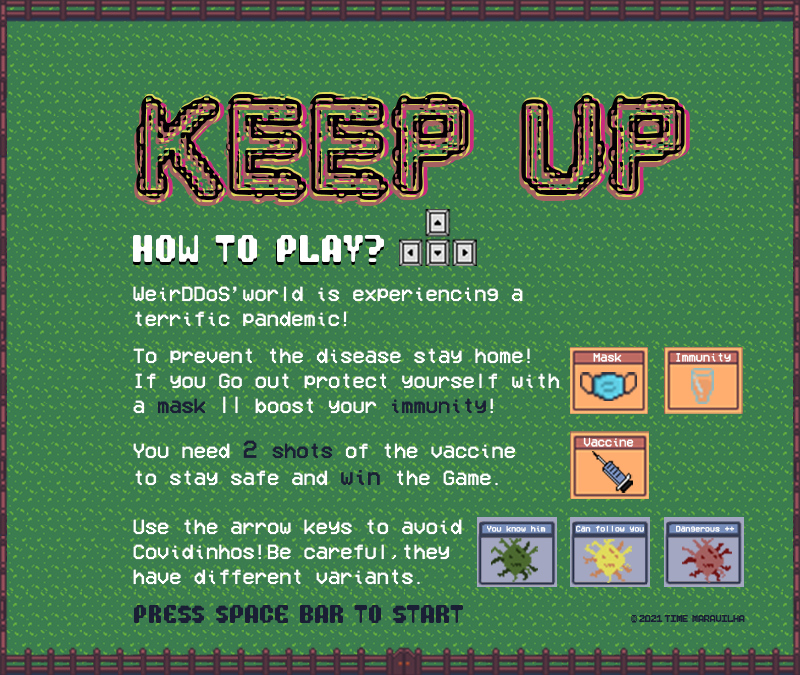 KEEP UP
HOW TO PLAY?
WeirDDoS'world is experiencing a
terrific pandemic!
To prevent the disease stay home!
If you Go out protect yourself with
a mask || boost your immunity!
Mask
Immunity
You need 2 shots of the vaccine
to stay safe and win the Game.
Vaccine
Use the arrow keys to avoid
Covidinhos!Be careful,they
have different variants.
You know him
Can follow you
Dangerous ++
PRESS SPACE BAR TO START
©2021 TIME MARAVILHA